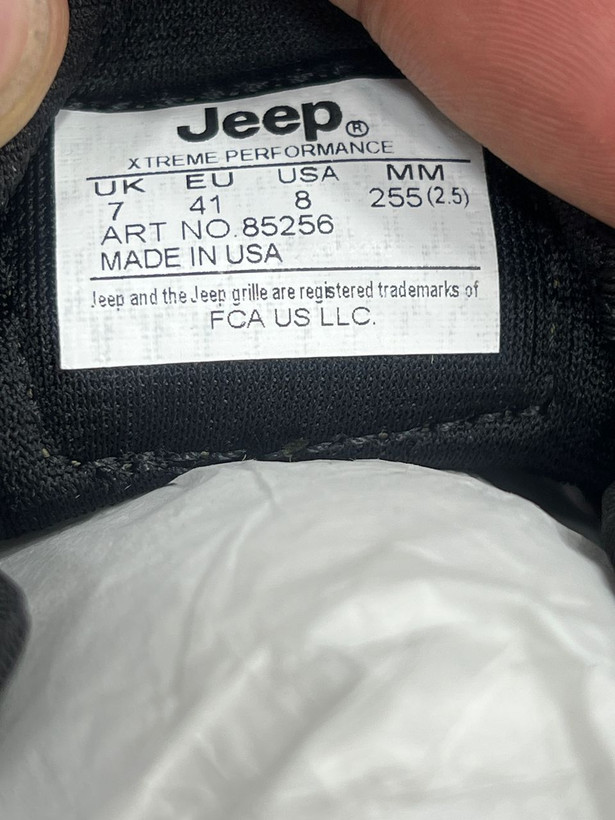 Jeep®
XTREME PERFORMANCE
UK EU USA MM
7 41 8 255(2.5)
ART NO.85256
MADE IN USA
Jeep and the Jeep grille are registered trademarks of
FCA US LLC.